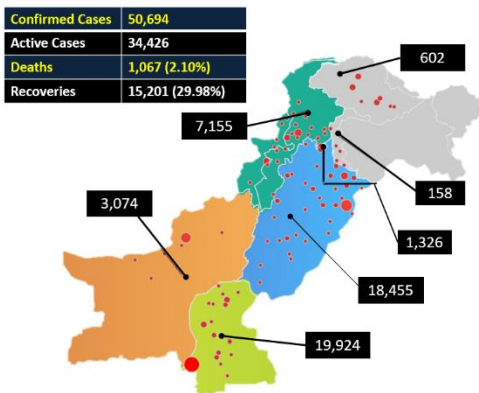 Confirmed Cases 50,694
Active Cases 34,426
Deaths 1,067 (2.10%)
Recoveries 15,201 (29.98%)
602
7,155
158
3,074
1,326
18,455
19,924